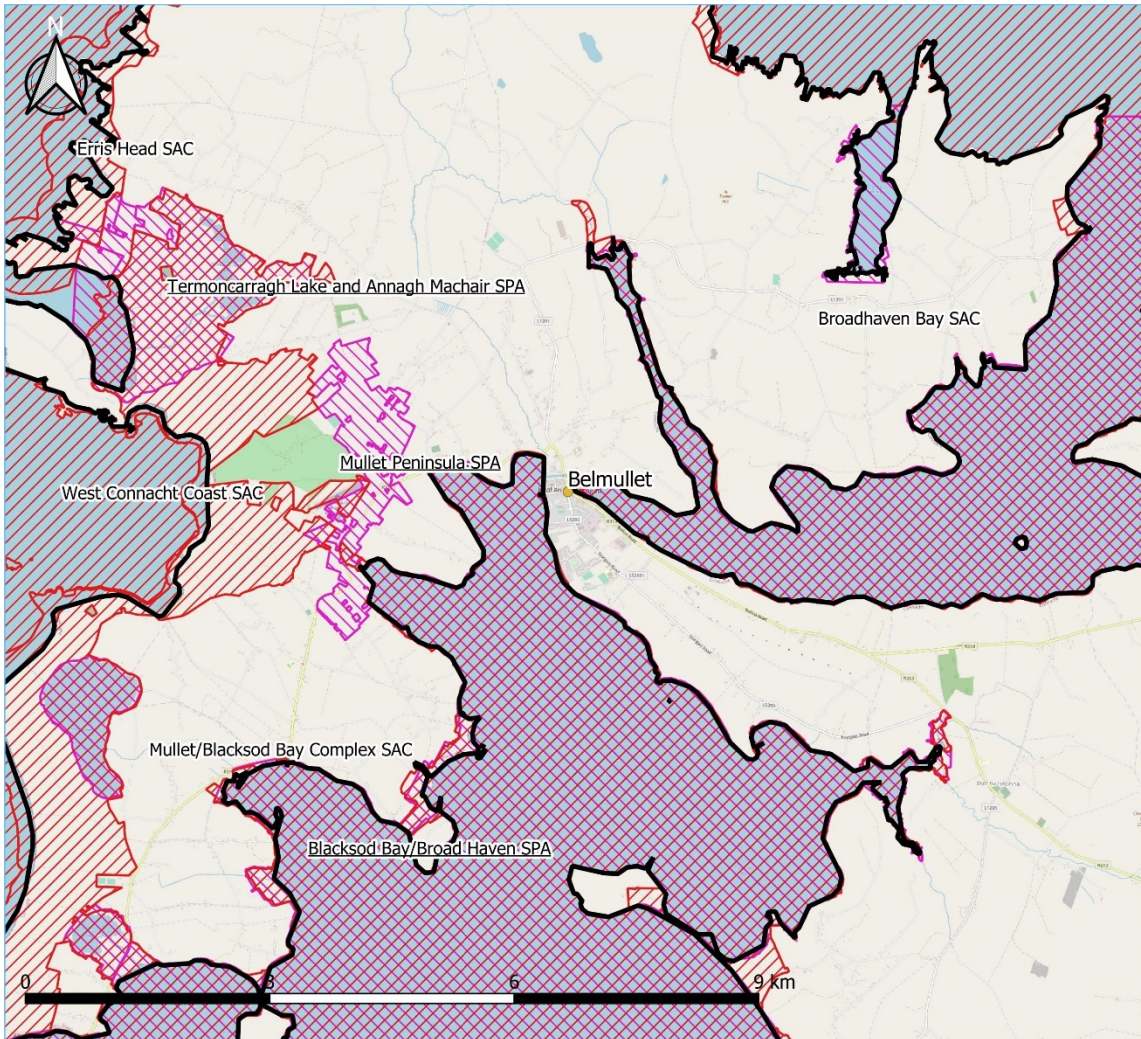 N
Erris Head SAC
Termoncarragh Lake and Annagh Machair SPA
Broadhaven Bay SAC
Mullet Peninsula SPA
Belmullet
West Connacht Coast SAC
Mullet/Blacksod Bay Complex SAC
Blacksod Bay/Broad Haven SPA
0 3 6 9 km